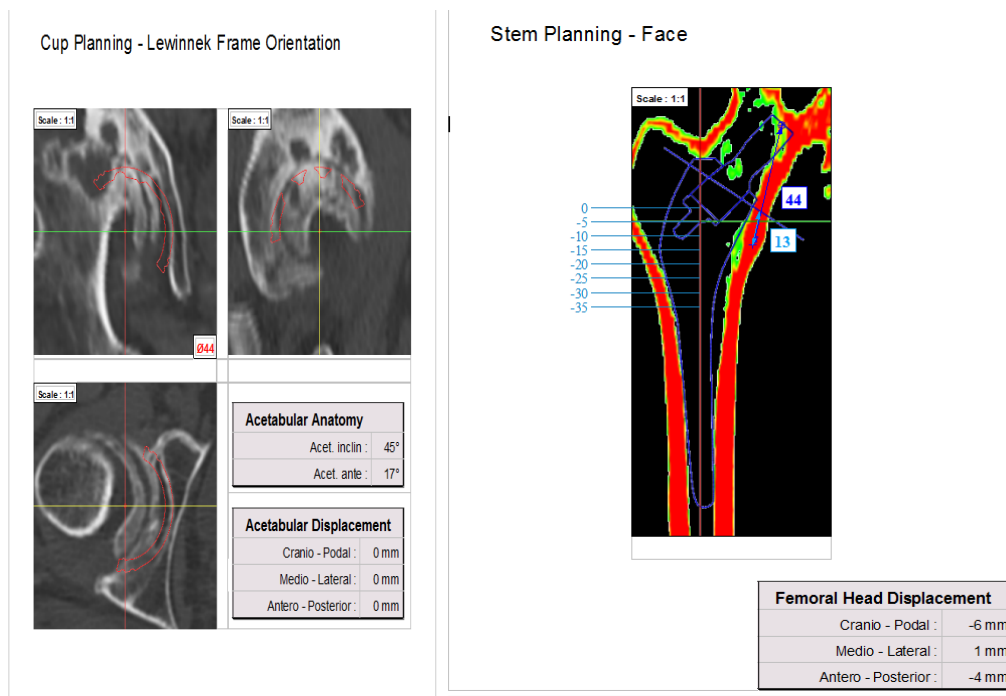 Cup Planning - Lewinnek Frame Orientation
Scale : 1:1
Scale : 1:1
Ø44
Scale : 1:1
Acetabular Anatomy
Acet. inclin : 45°
Acet. ante : 17°
Acetabular Displacement
Cranio - Podal : 0 mm
Medio - Lateral : 0 mm
Antero - Posterior : 0 mm
Stem Planning - Face
Scale : 1:1
44
13
0
-5
-10
-15
-20
-25
-30
-35
Femoral Head Displacement
Cranio - Podal : -6 mm
Medio - Lateral : 1 mm
Antero - Posterior : -4 mm